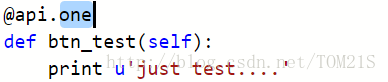 @api.one
def btn_test(self):
    print u'just test....'
http://blog.csdn.net/TOM21S